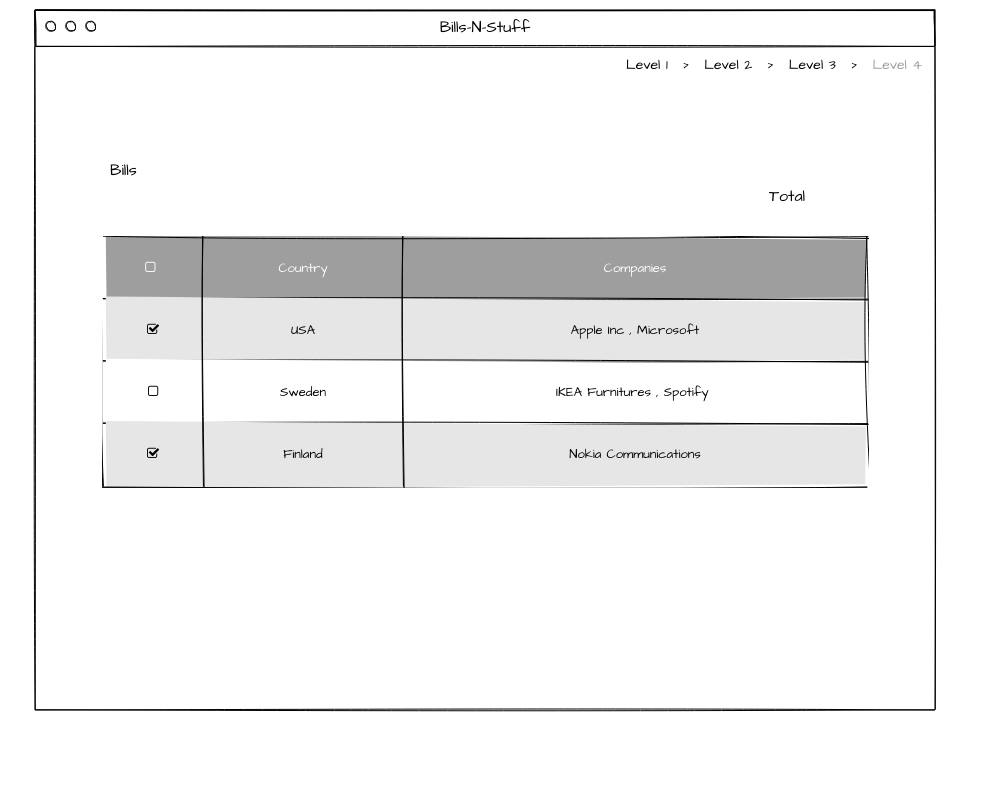 Bills-N-Stuff
Level 1 > Level 2 > Level 3 > Level 4
Bills
Total
Country Companies
USA Apple Inc , Microsoft
Sweden IKEA Furnitures , Spotify
Finland Nokia Communications